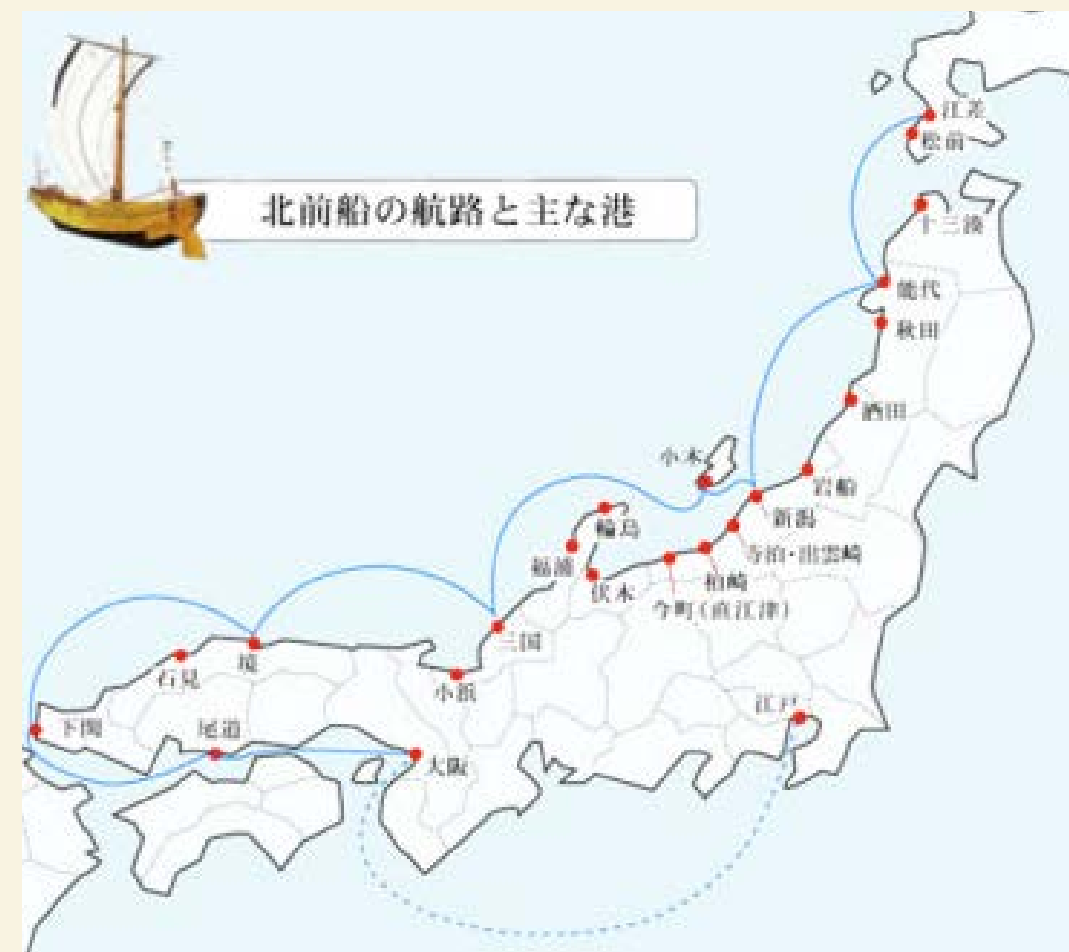 北前船の航路と主な港
江差
松前
十三湊
能代
秋田
酒田
岩船
小木
新潟
寺泊・出雲崎
柏崎
今町(直江津)
輪島
福浦
伏木
三国
小浜
境
石見
下関
尾道
大阪
江戸